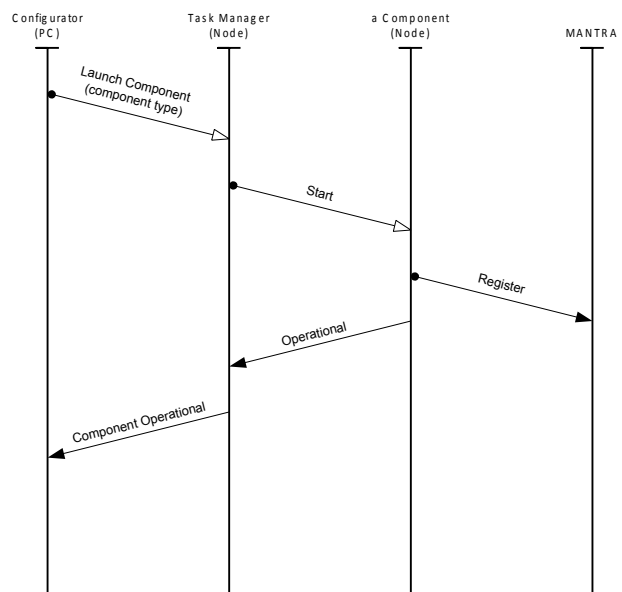 Configurator
(PC)
Task Manager
(Node)
a Component
(Node)
MANTRA
Launch Component
(component type)
Start
Register
Operational
Component Operational